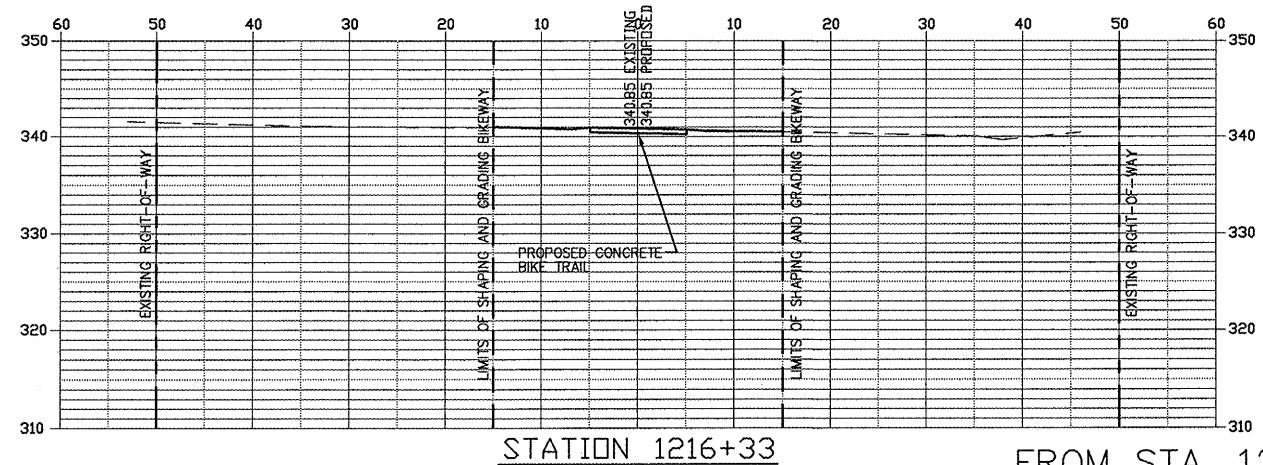 60 50 40 30 20 10 0 10 20 30 40 50 60
350 350
340.85 EXISTING
340.85 PROPOSED
340 340
EXISTING RIGHT-OF-WAY
LIMITS OF SHAPING AND GRADING BIKEWAY
LIMITS OF SHAPING AND GRADING BIKEWAY
EXISTING RIGHT-OF-WAY
330 330
PROPOSED CONCRETE
BIKE TRAIL
320 320
310 310
STATION 1216+33
FROM STA. 12